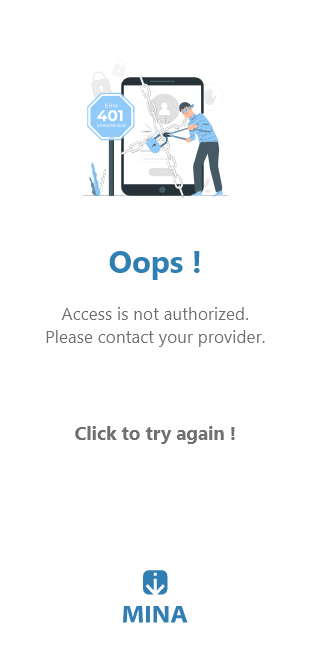 Error
401
Unauthorized
Oops !
Access is not authorized.
Please contact your provider.
Click to try again !
MINA